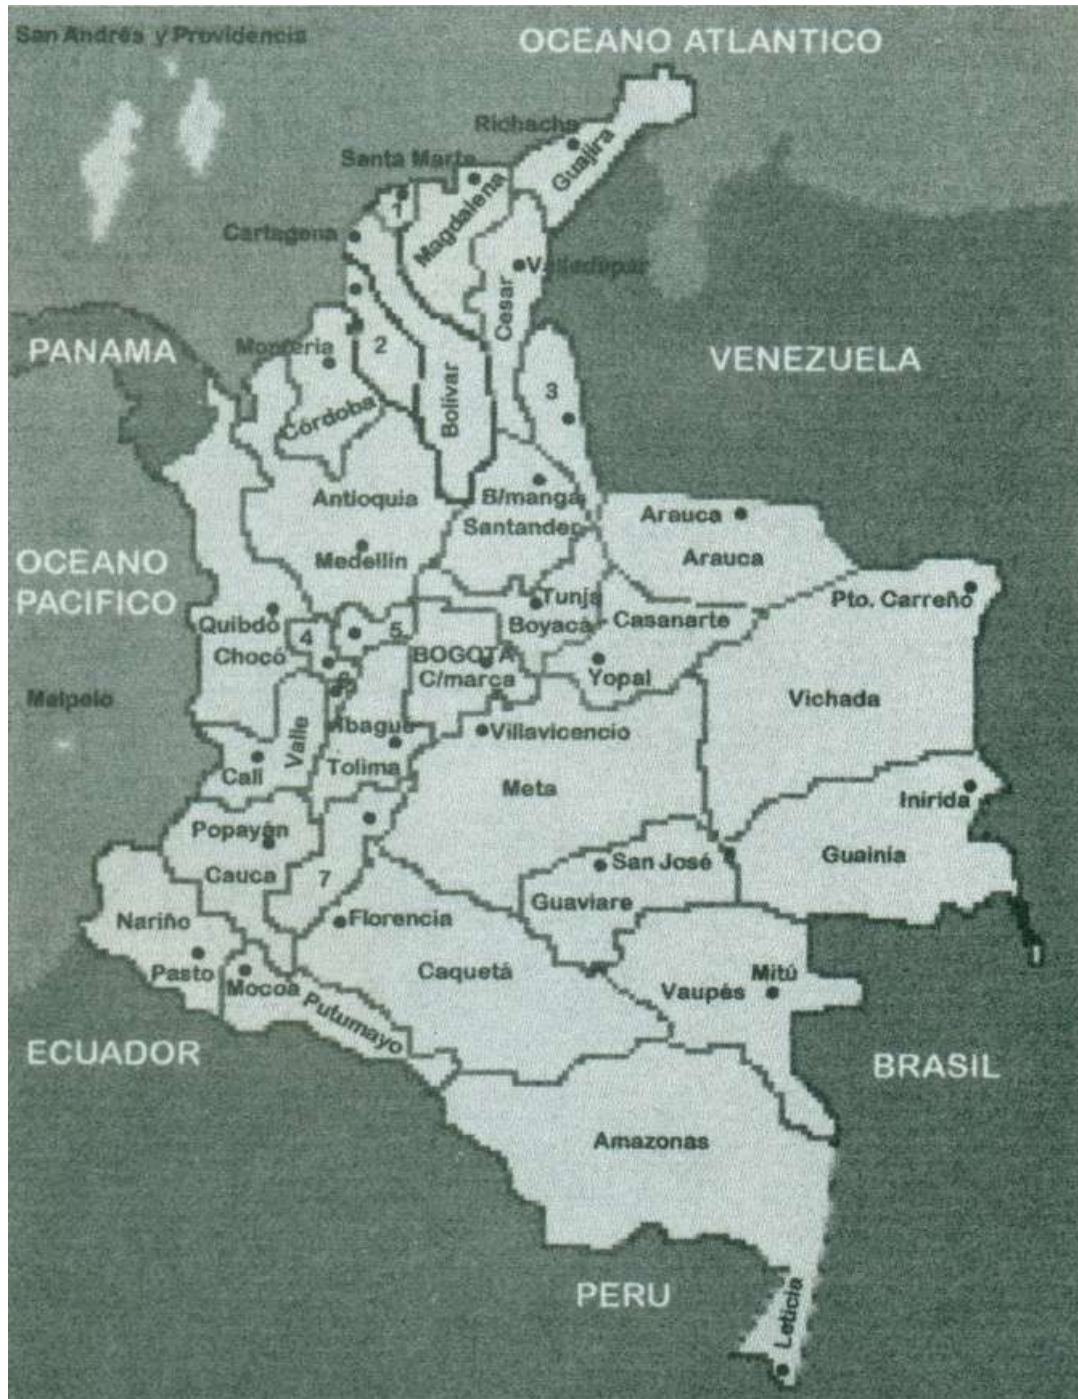 San Andrés y Providencia
OCEANO ATLANTICO
Richacha
Guajira
Santa Marta
1
Magdalena
Cartagena
Valledupar
Cesar
PANAMA
Montería
2
VENEZUELA
Bolívar
3
Córdoba
Antioquia
B/manga
Santander
Arauca
Arauca
OCEANO
PACIFICO
Medellín
Pto. Carreño
Tunja
Boyacá
Casanarte
Quibdó
4
5
Chocó
BOGOTA
C/marca
Yopal
Malpelo
6
Vichada
Valle
Ibagué
Villavicencio
Cali
Tolima
Meta
Inírida
Popayán
San José
Guainía
Cauca
7
Guaviare
Nariño
Florencia
Pasto
Mocoa
Caquetá
Mitú
Vaupés
Putumayo
ECUADOR
BRASIL
Amazonas
PERU
Leticia